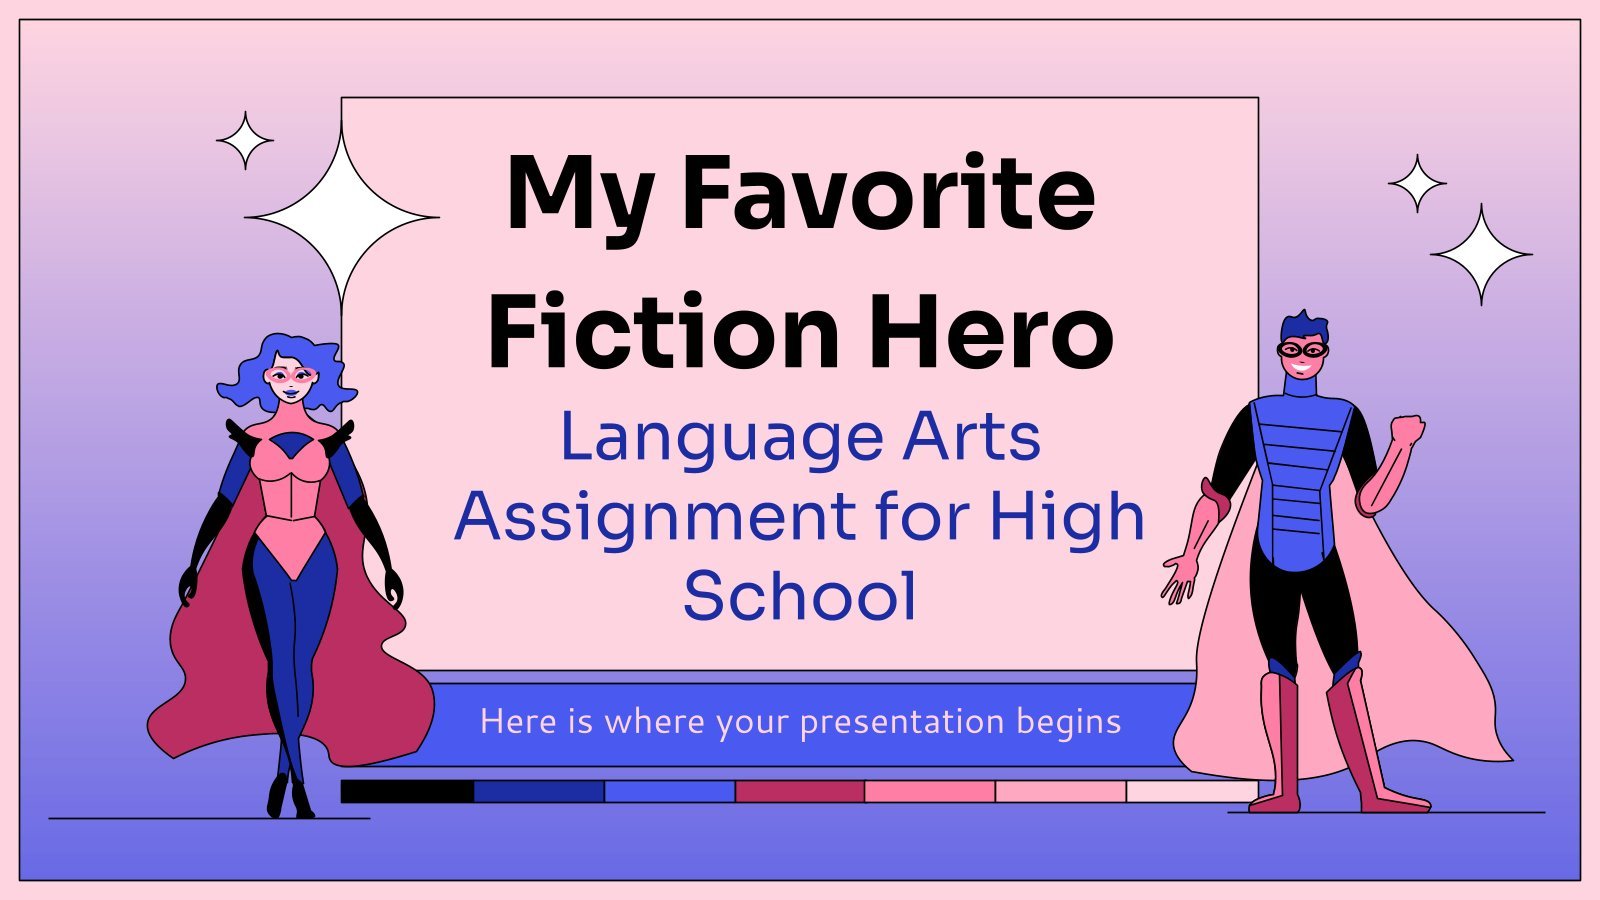 My Favorite
Fiction Hero
Language Arts
Assignment for High
School
Here is where your presentation begins